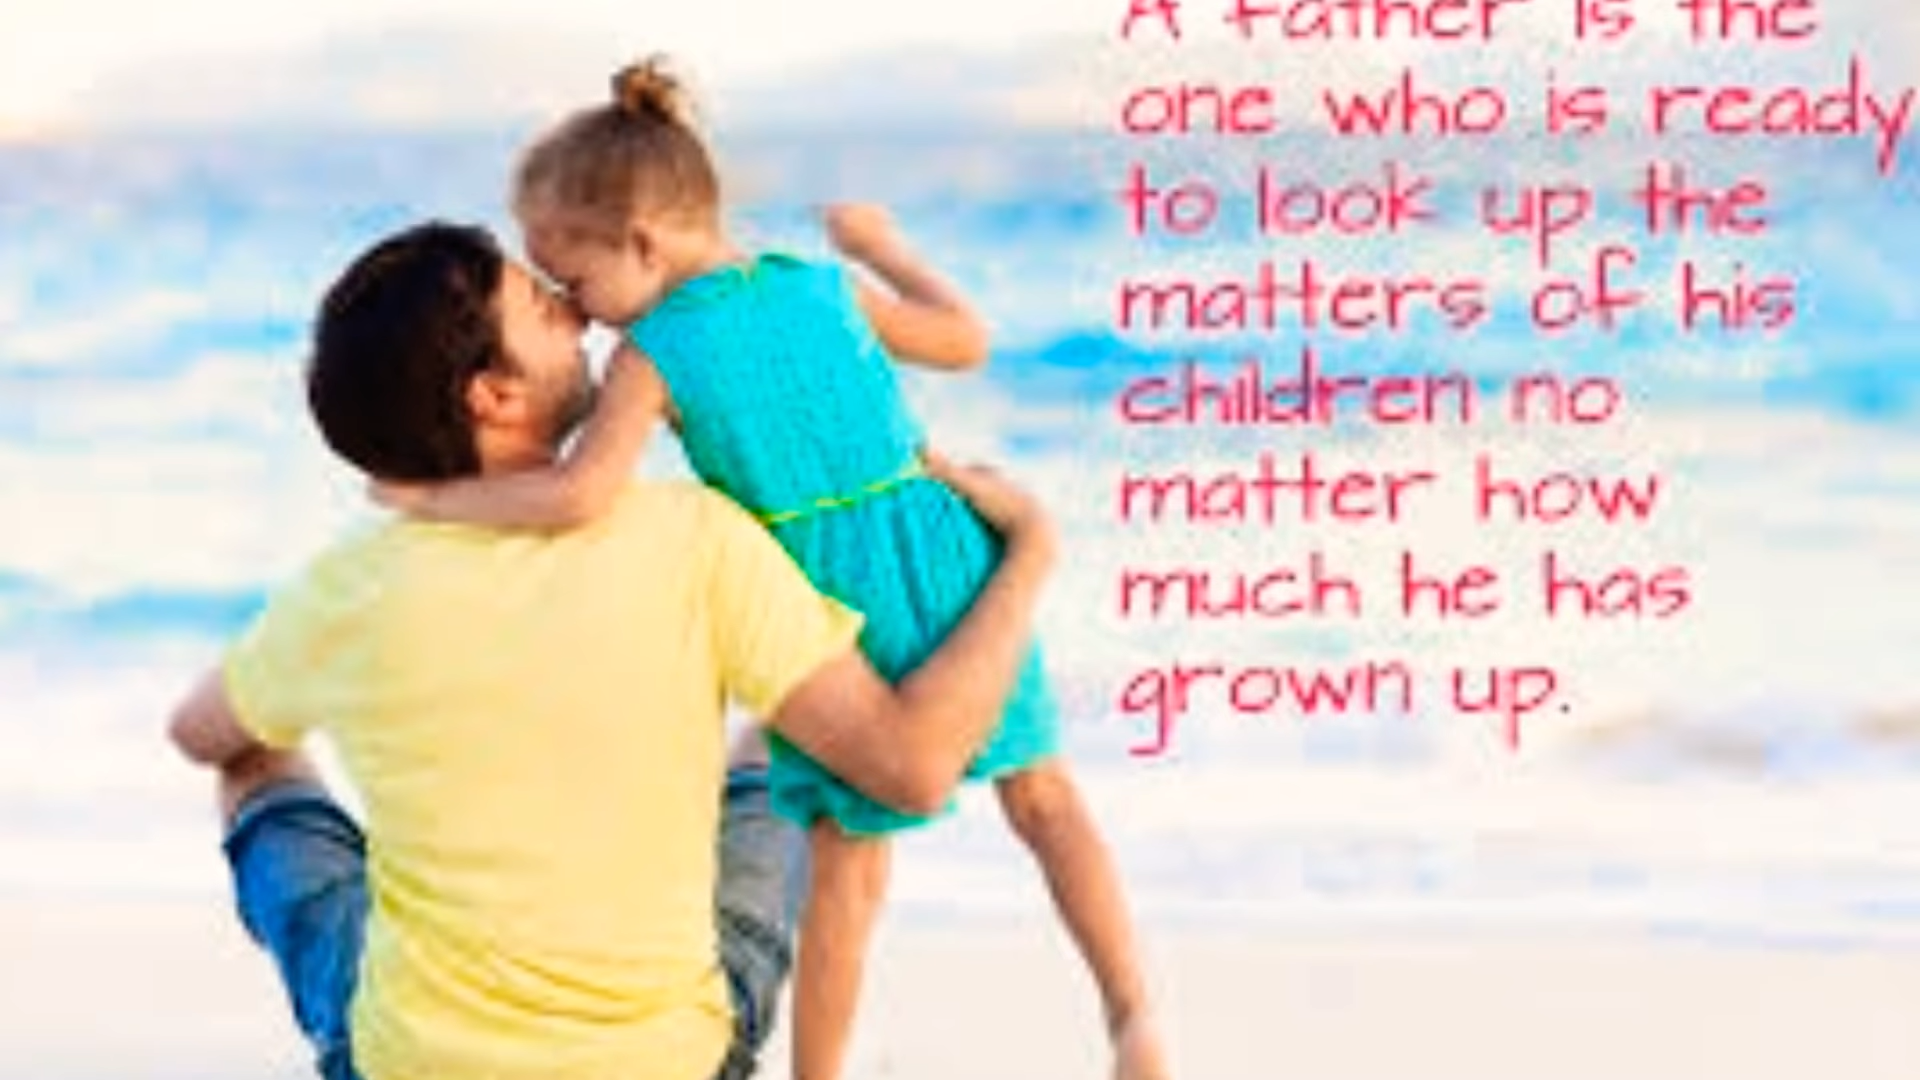 A father is the
one who is ready
to look up the
matters of his
children no
matter how
much he has
grown up.